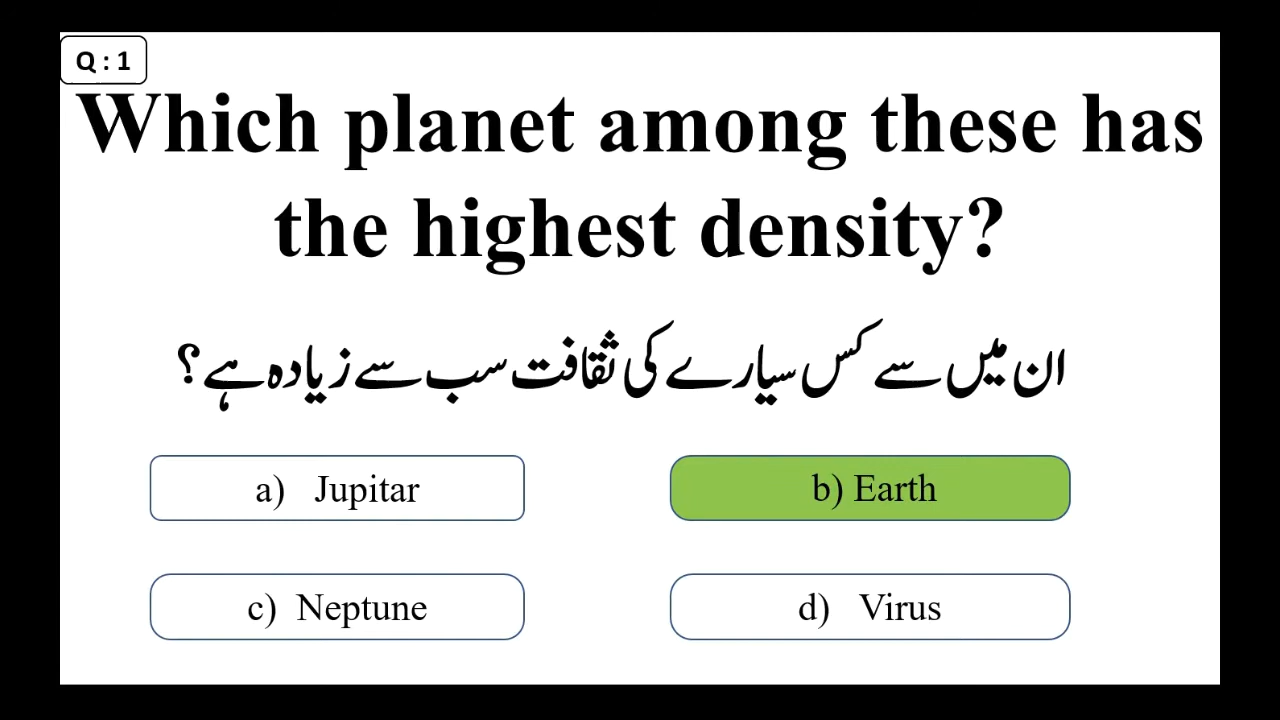 Q : 1
Which planet among these has
the highest density?
ان میں سے کس سیارے کی ثقافت سب سے زیادہ ہے؟
a) Jupitar
b) Earth
c) Neptune
d) Virus